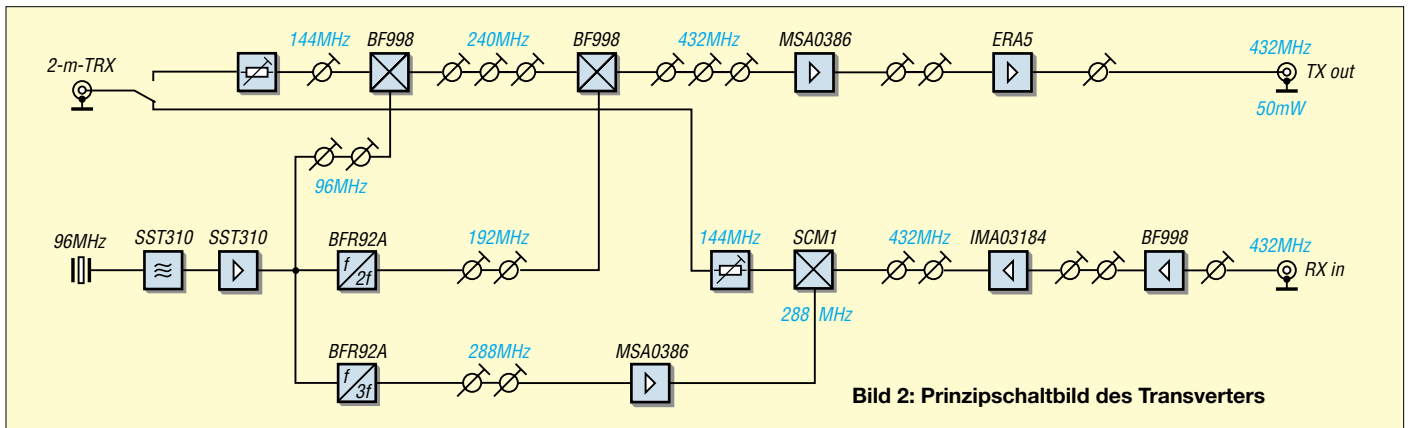 144MHz
BF998
240MHz
BF998
432MHz
MSA0386
ERA5
432MHz
2-m-TRX
TX out
50mW
96MHz
96MHz
SST310
SST310
BFR92A
192MHz
144MHz
SCM1
432MHz
IMA03184
BF998
432MHz
f
2f
RX in
288 MHz
BFR92A
288MHz
MSA0386
f
3f
Bild 2: Prinzipschaltbild des Transverters